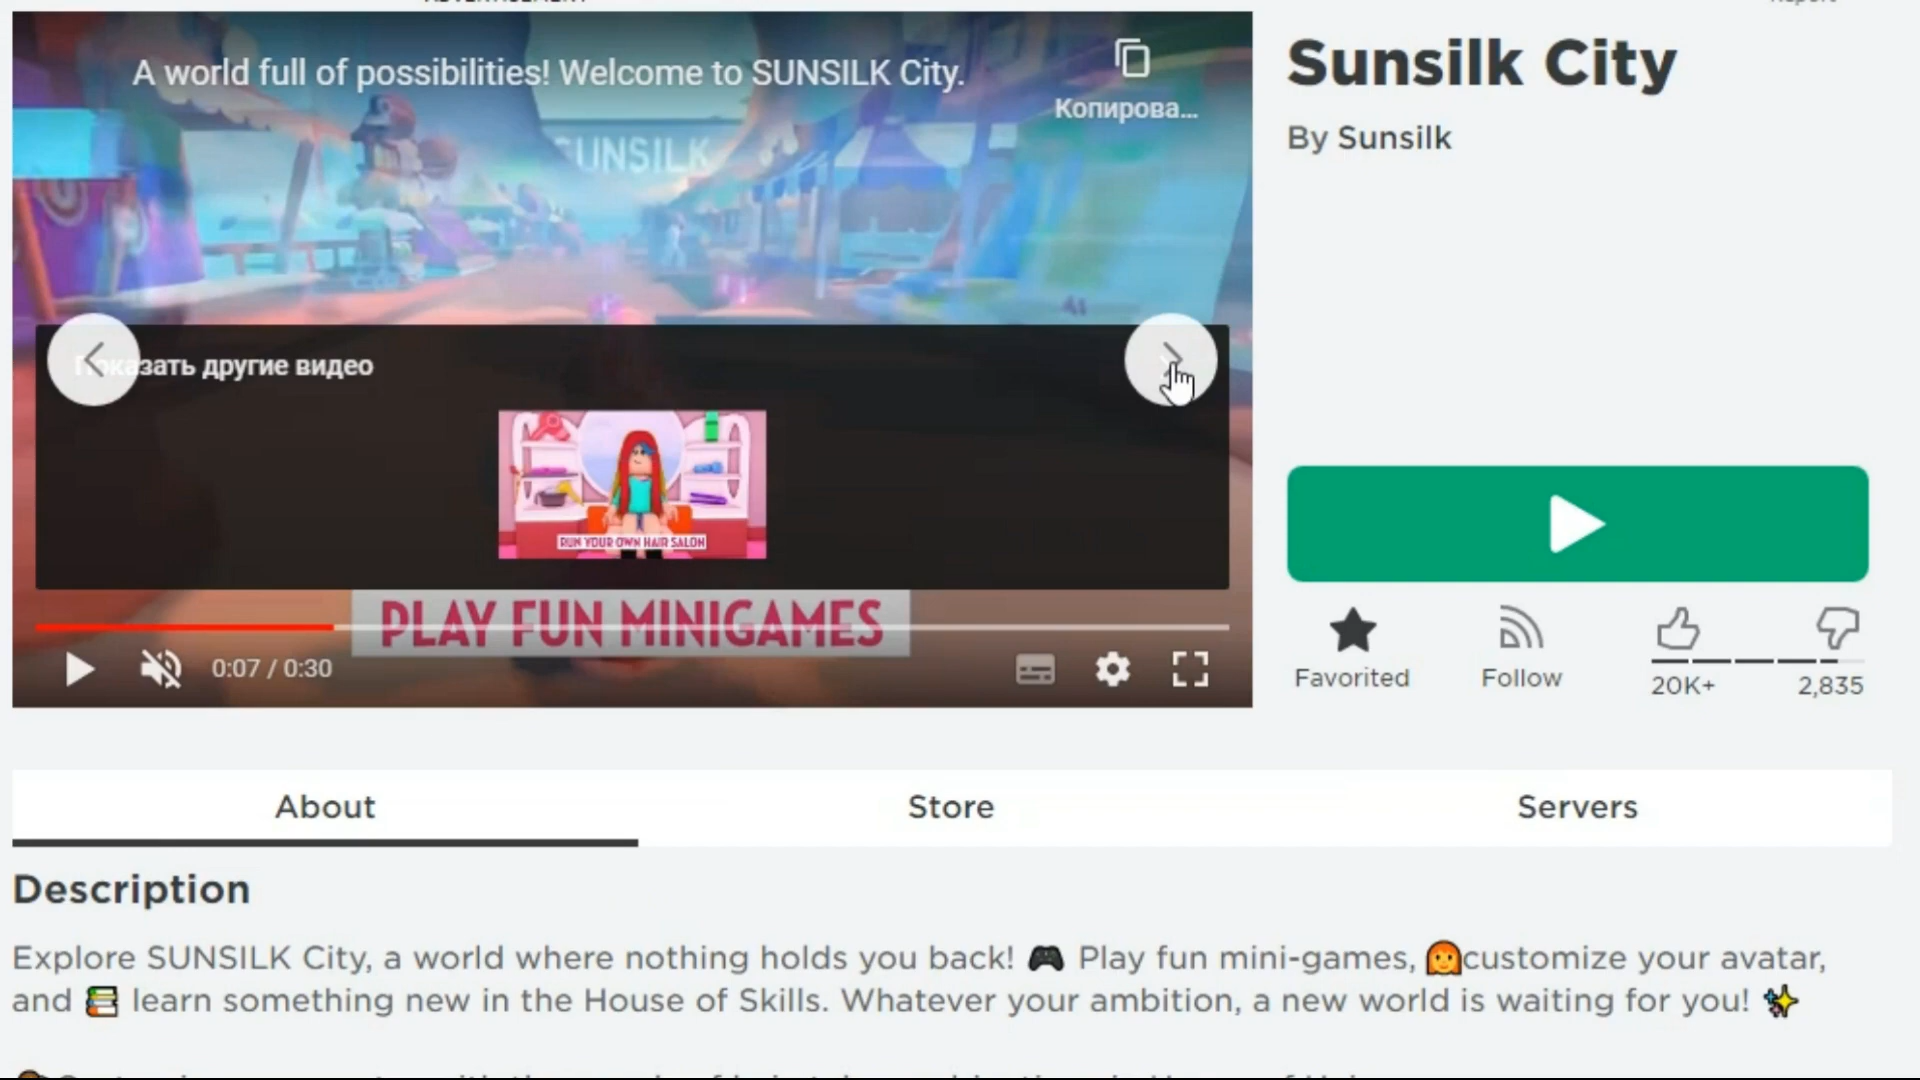 ADVERTISEMENT
Report
A world full of possibilities! Welcome to SUNSILK City.
Копирова...
SUNSILK
Sunsilk City
By Sunsilk
Показать другие видео
RUN YOUR OWN HAIR SALON
PLAY FUN MINIGAMES
0:07 / 0:30
Favorited
Follow
20K+
2,835
About
Store
Servers
Description
Explore SUNSILK City, a world where nothing holds you back! 🎮 Play fun mini-games, 👩‍🦰customize your avatar,
and 📚 learn something new in the House of Skills. Whatever your ambition, a new world is waiting for you! ✨